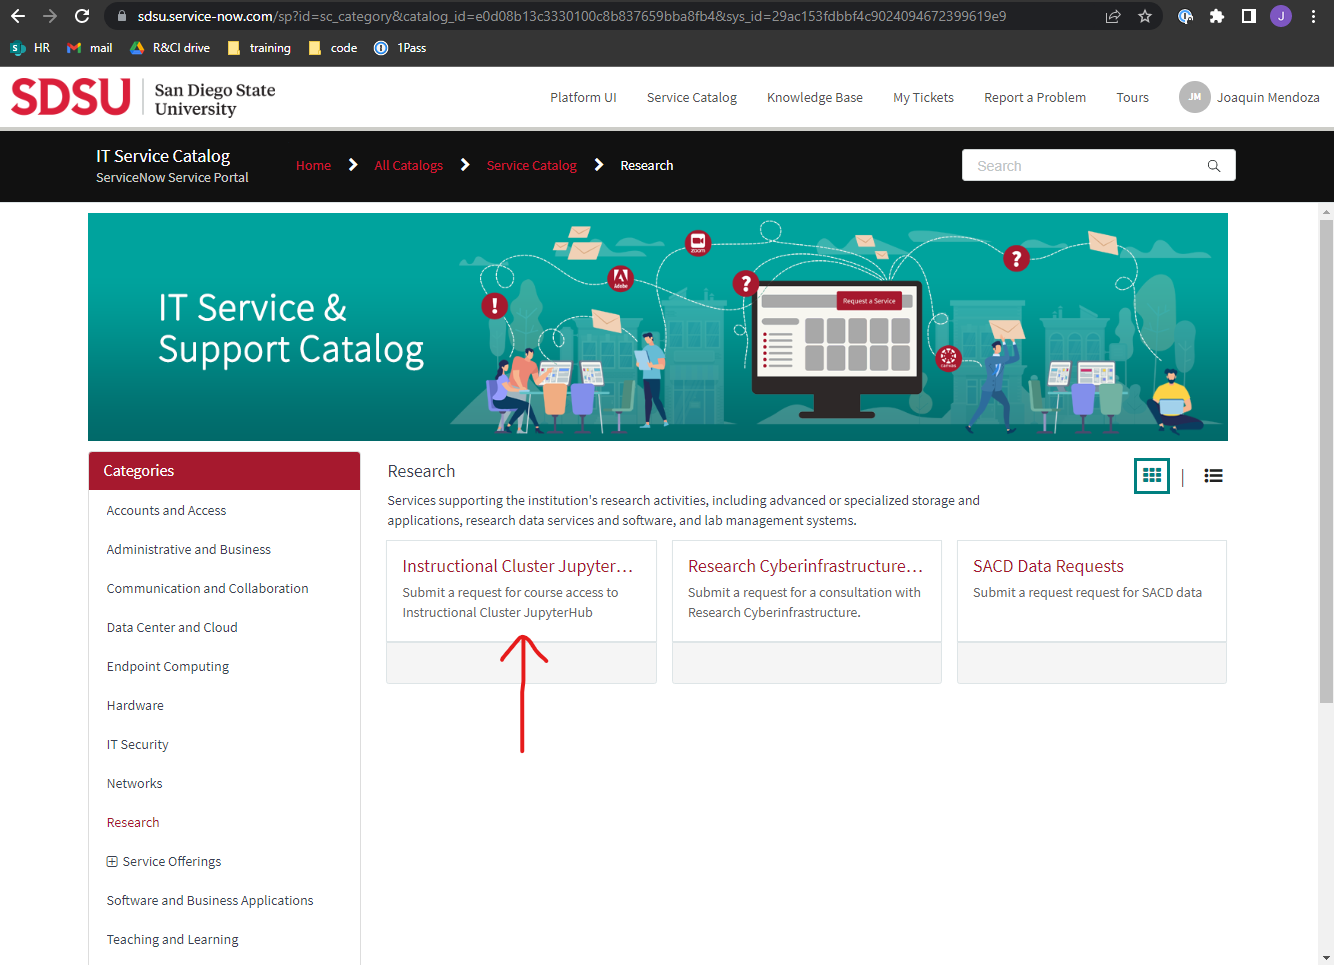 sdsu.service-now.com/sp?id=sc_category&catalog_id=e0d08b13c3330100c8b837659bba8fb4&sys_id=29ac153fdbbf4c9024094672399619e9
J
S HR mail R&CI drive training code 1Pass
SDSU San Diego State
University
Platform UI Service Catalog Knowledge Base My Tickets Report a Problem Tours JM Joaquin Mendoza
IT Service Catalog
ServiceNow Service Portal
Home All Catalogs Service Catalog Research
Search
IT Service &
Support Catalog
! Adobe zoom ? Request a Service ? canvas
Categories
Accounts and Access
Administrative and Business
Communication and Collaboration
Data Center and Cloud
Endpoint Computing
Hardware
IT Security
Networks
Research
Service Offerings
Software and Business Applications
Teaching and Learning
Research
Services supporting the institution's research activities, including advanced or specialized storage and
applications, research data services and software, and lab management systems.
Instructional Cluster Jupyter...
Submit a request for course access to
Instructional Cluster JupyterHub
Research Cyberinfrastructure...
Submit a request for a consultation with
Research Cyberinfrastructure.
SACD Data Requests
Submit a request request for SACD data